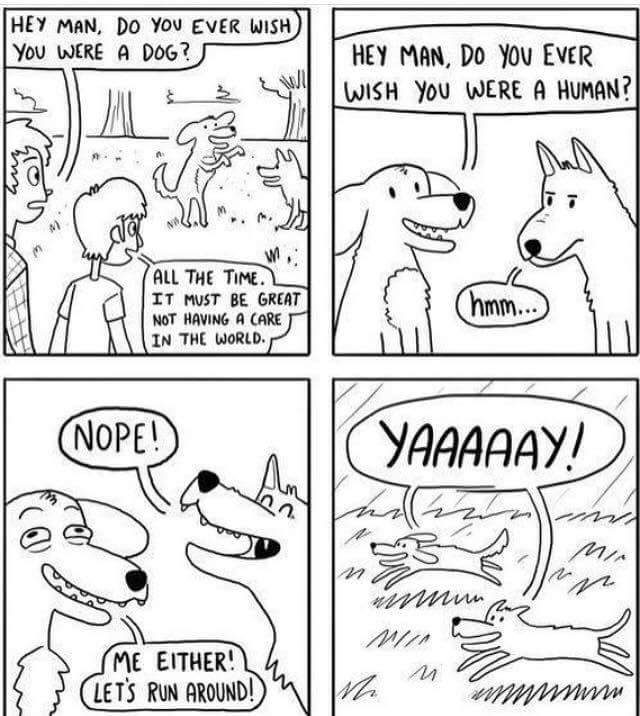 HEY MAN, DO YOU EVER WISH
YOU WERE A DOG?
ALL THE TIME.
IT MUST BE GREAT
NOT HAVING A CARE
IN THE WORLD.
HEY MAN, DO YOU EVER
WISH YOU WERE A HUMAN?
hmm...
NOPE!
ME EITHER!
LET'S RUN AROUND!
YAAAAAY!